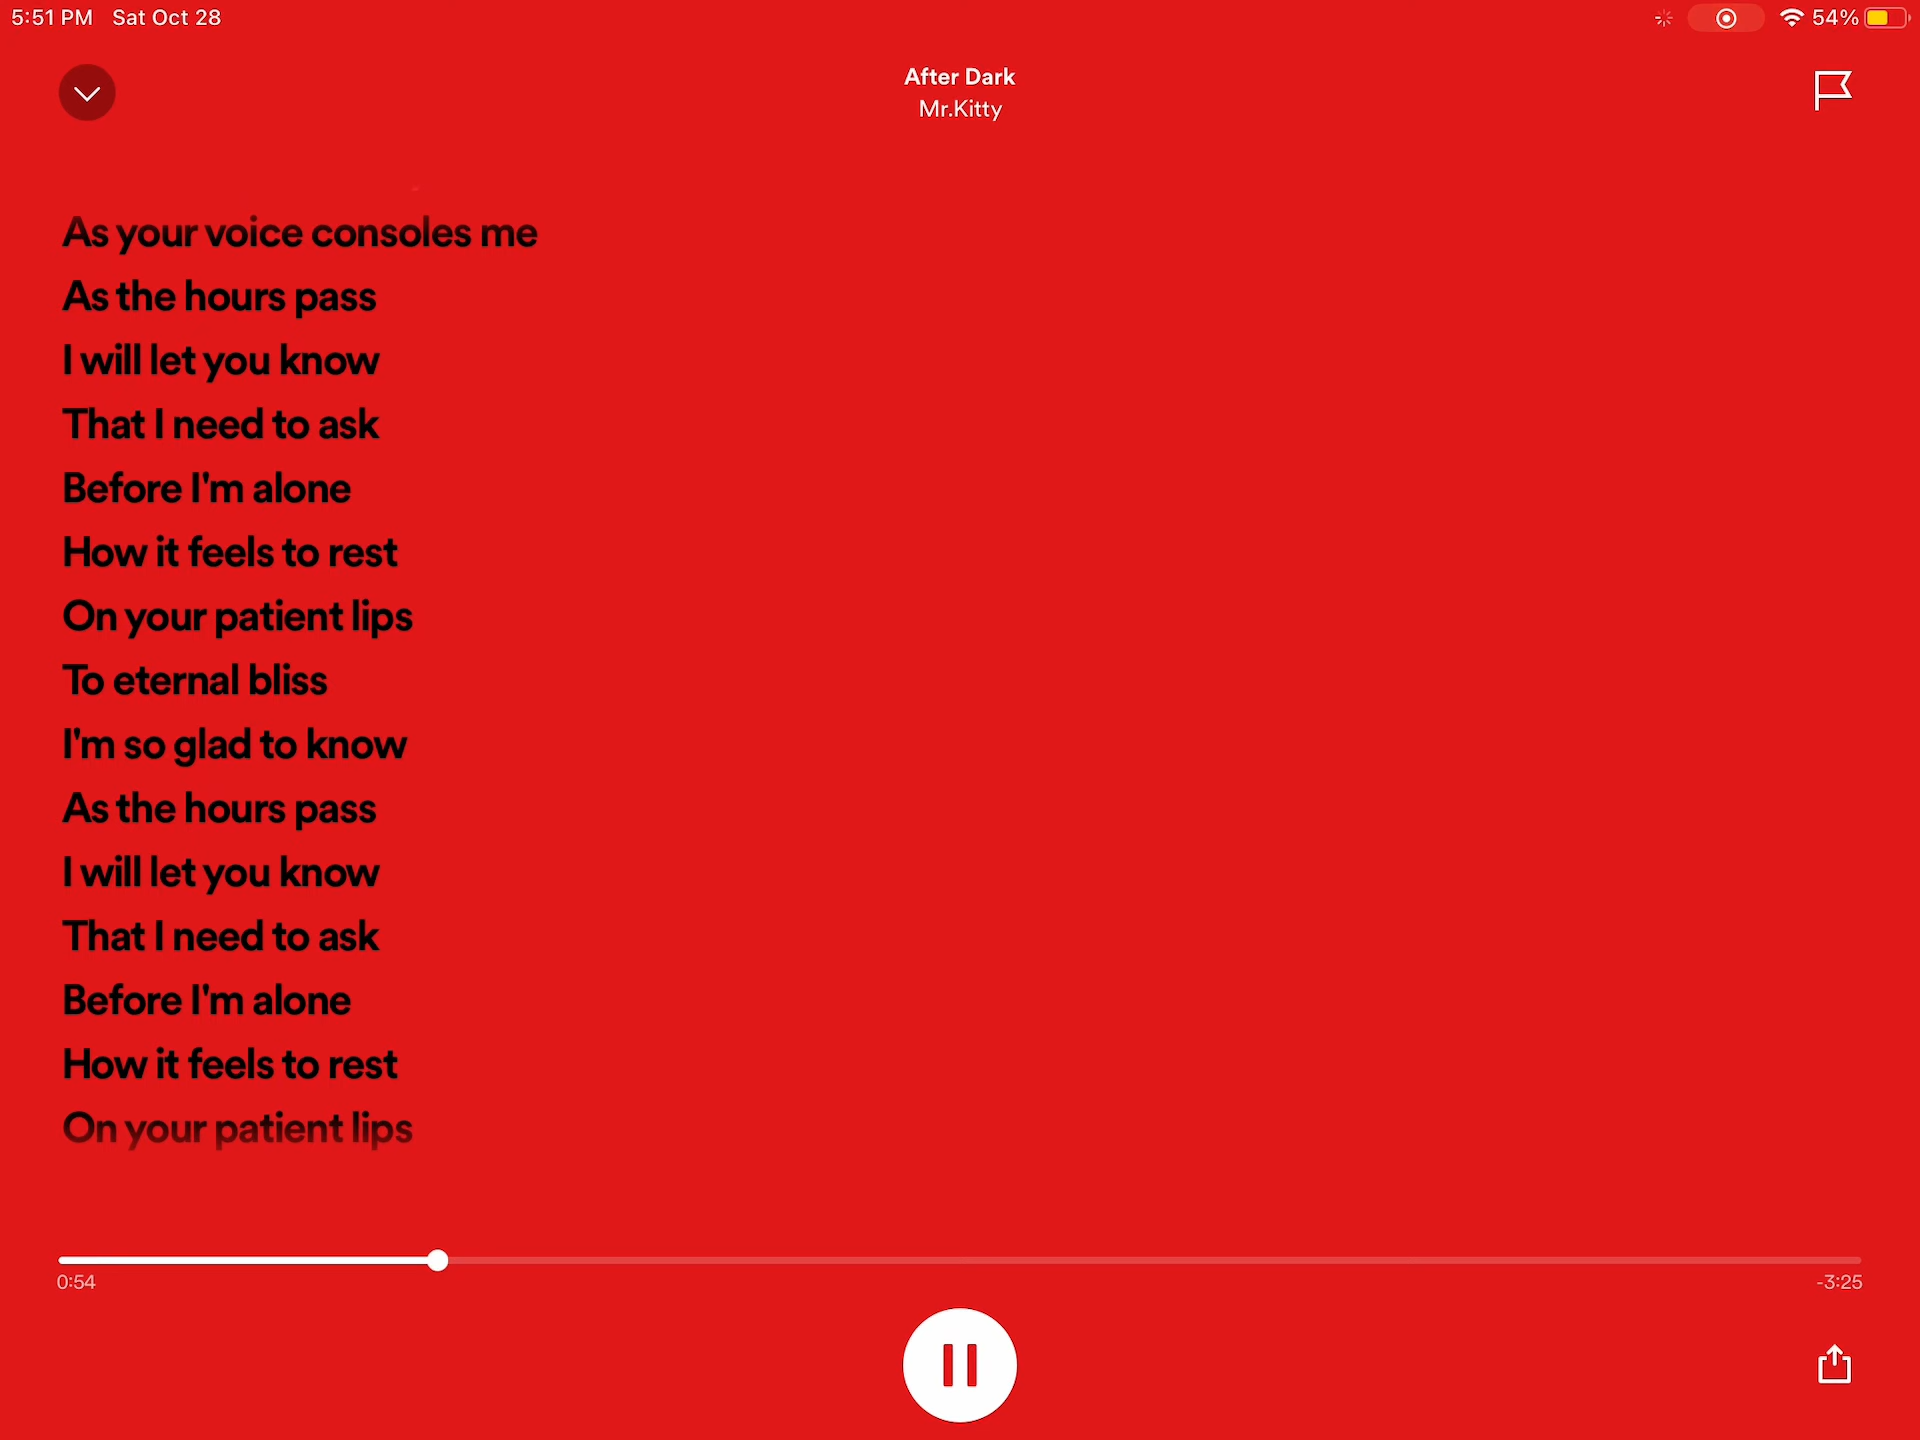 5:51 PM Sat Oct 28 54%
After Dark
Mr.Kitty
As your voice consoles me
As the hours pass
I will let you know
That I need to ask
Before I'm alone
How it feels to rest
On your patient lips
To eternal bliss
I'm so glad to know
As the hours pass
I will let you know
That I need to ask
Before I'm alone
How it feels to rest
On your patient lips
0:54 -3:25